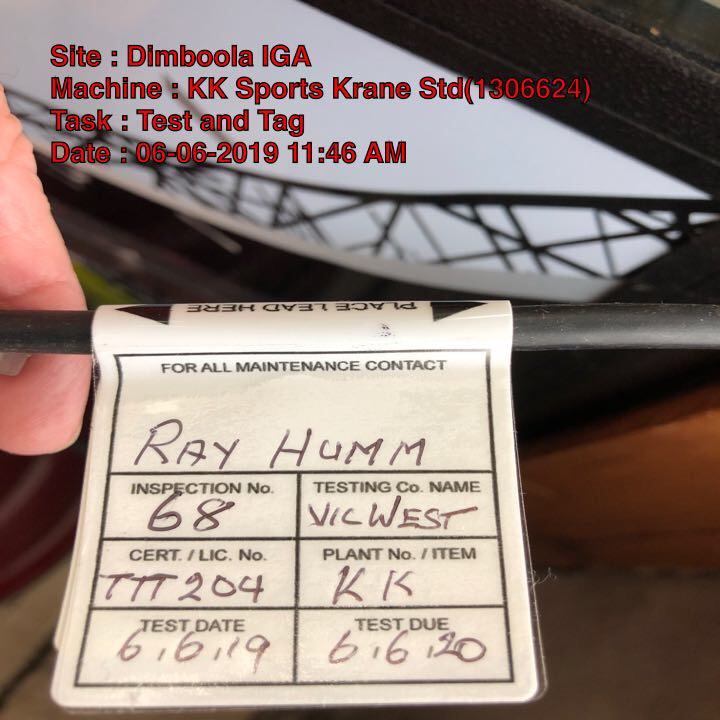 Site : Dimboola IGA
Machine : KK Sports Krane Std(1306624)
Task : Test and Tag
Date : 06-06-2019 11:46 AM
PLACE LEAD HERE
FOR ALL MAINTENANCE CONTACT
RAY HUMM
INSPECTION No. TESTING Co. NAME
68 VICWEST
CERT. / LIC. No. PLANT No. / ITEM
TTT204 KK
TEST DATE TEST DUE
6.6.19 6.6.20